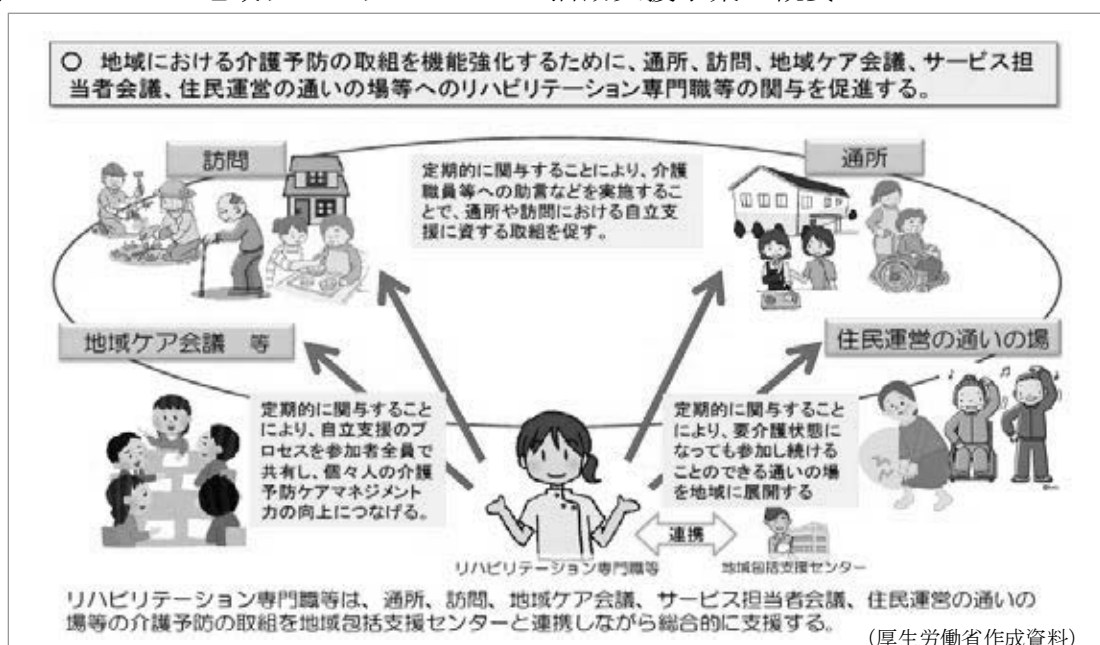 〇 地域における介護予防の取組を機能強化するために、通所、訪問、地域ケア会議、サービス担
当者会議、住民運営の通いの場等へのリハビリテーション専門職等の関与を促進する。
訪問
定期的に関与することにより、介護
職員等への助言などを実施するこ
とで、通所や訪問における自立支
援に資する取組を促す。
通所
地域ケア会議 等
住民運営の通いの場
定期的に関与すること
により、自立支援のプ
ロセスを参加者全員で
共有し、個々人の介護
予防ケアマネジメント
力の向上につなげる。
定期的に関与すること
により、要介護状態に
なっても参加し続ける
ことのできる通いの場
を地域に展開する
連携
リハビリテーション専門職等
地域包括支援センター
リハビリテーション専門職等は、通所、訪問、地域ケア会議、サービス担当者会議、住民運営の通いの
場等の介護予防の取組を地域包括支援センターと連携しながら総合的に支援する。
(厚生労働省作成資料)